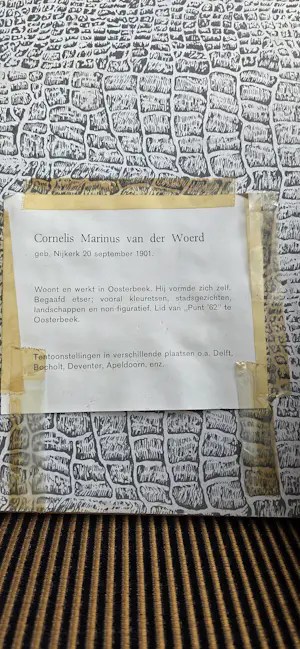 Cornelis Marinus van der Woerd
geb. Nijkerk 20 september 1901.
Woont en werkt in Oosterbeek. Hij vormde zich zelf.
Begaafd etser; vooral kleuretsen, stadsgezichten,
landschappen en non-figuratief. Lid van „Punt '62" te
Oosterbeek.
Tentoonstellingen in verschillende plaatsen o.a. Delft,
Bocholt, Deventer, Apeldoorn, enz.